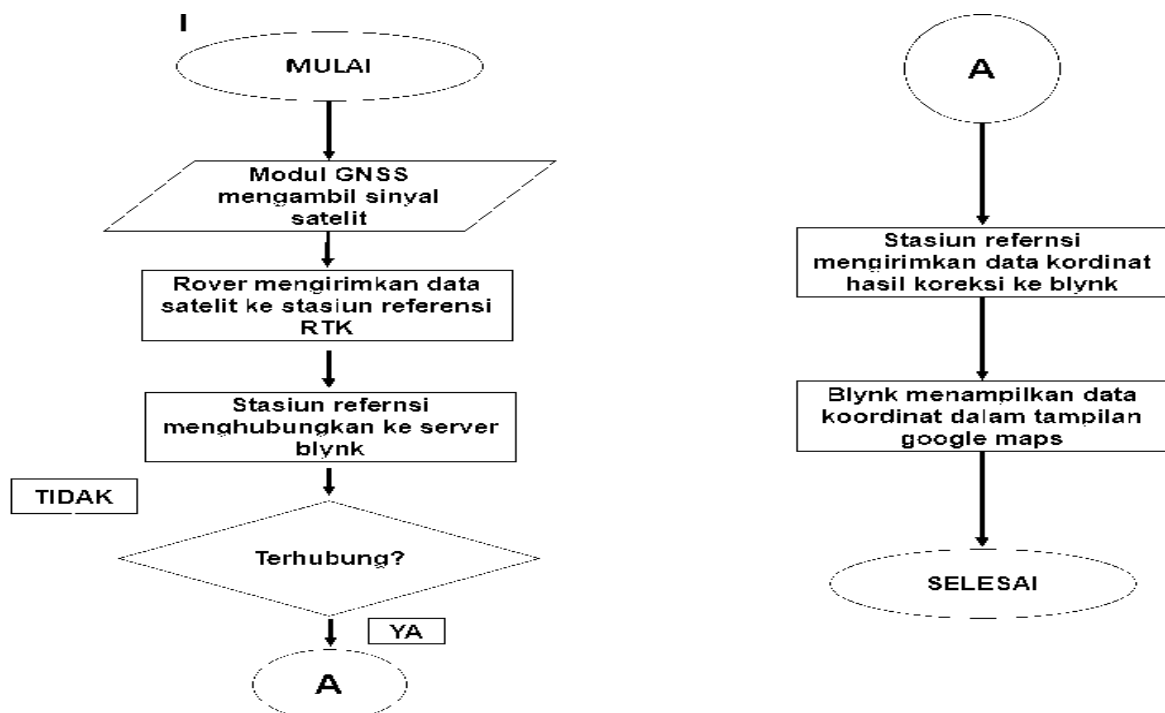 MULAI
Modul GNSS
mengambil sinyal
satelit
Rover mengirimkan data
satelit ke stasiun referensi
RTK
Stasiun refernsi
menghubungkan ke server
blynk
TIDAK
Terhubung?
YA
A
A
Stasiun refernsi
mengirimkan data kordinat
hasil koreksi ke blynk
Blynk menampilkan data
koordinat dalam tampilan
google maps
SELESAI